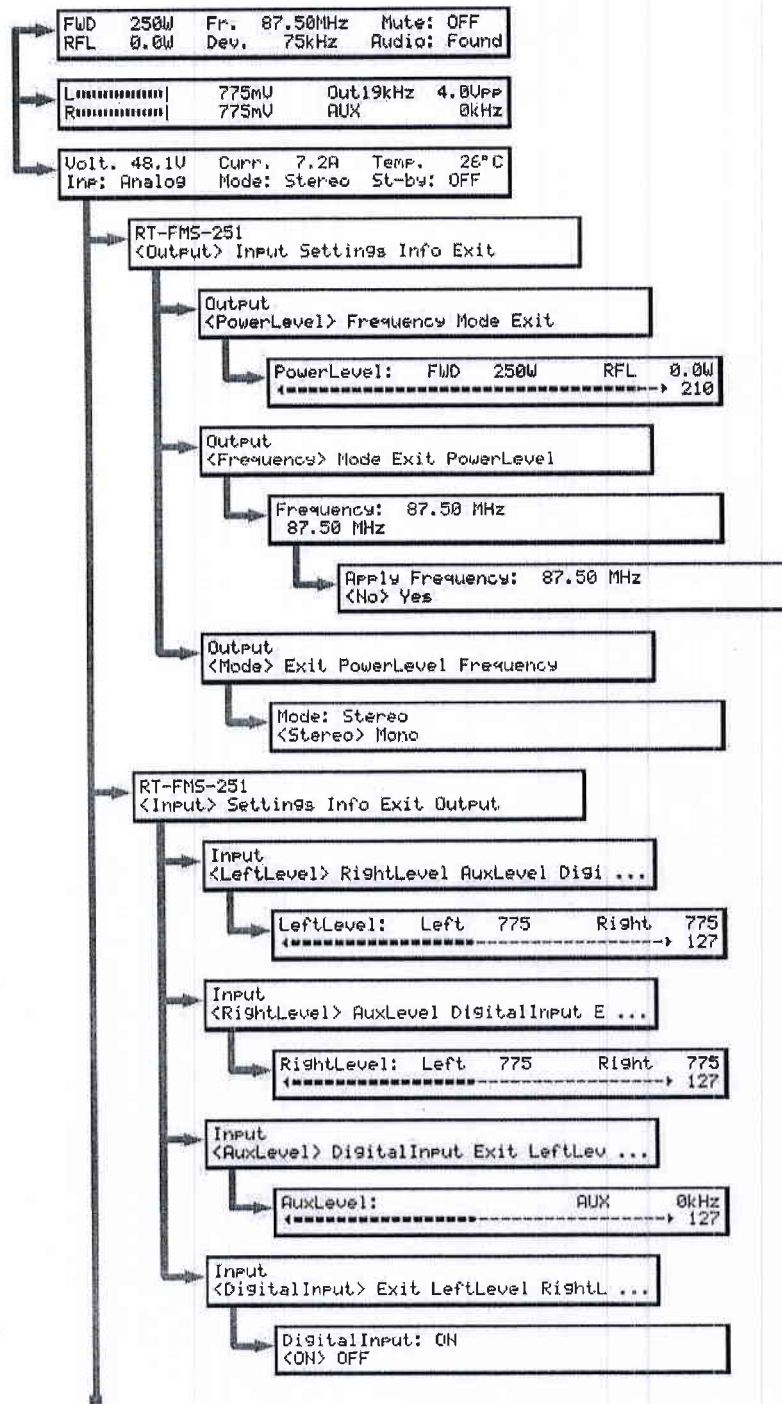 FWD 250W Fr. 87.50MHz Mute: OFF
RFL 0.0W Dev. 75kHz Audio: Found
L 775mV Out19kHz 4.0Vpp
R 775mV AUX 0kHz
Volt. 48.1V Curr. 7.2A Temp. 26°C
Inp: Analog Mode: Stereo St-by: OFF
RT-FMS-251
<Output> Input Settings Info Exit
Output
<PowerLevel> Frequency Mode Exit
PowerLevel: FWD 250W RFL 0.0W
210
Output
<Frequency> Mode Exit PowerLevel
Frequency: 87.50 MHz
87.50 MHz
Apply Frequency: 87.50 MHz
<No> Yes
Output
<Mode> Exit PowerLevel Frequency
Mode: Stereo
<Stereo> Mono
RT-FMS-251
<Input> Settings Info Exit Output
Input
<LeftLevel> RightLevel AuxLevel Digi ...
LeftLevel: Left 775 Right 775
127
Input
<RightLevel> AuxLevel DigitalInput E ...
RightLevel: Left 775 Right 775
127
Input
<AuxLevel> DigitalInput Exit LeftLev ...
AuxLevel: AUX 0kHz
127
Input
<DigitalInput> Exit LeftLevel RightL ...
DigitalInput: ON
<ON> OFF